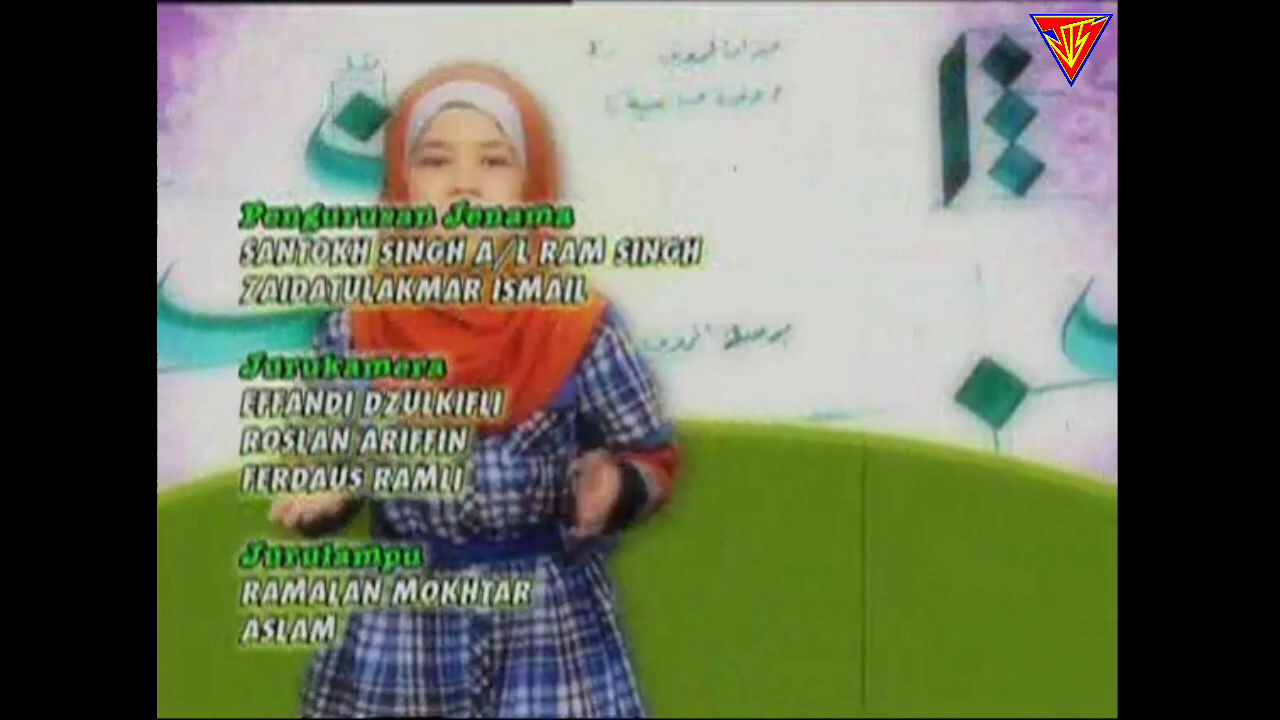 Pengurusan Jenama
SANTOKH SINGH A/L RAM SINGH
ZAIDATULAKMAR ISMAIL
Jurukamera
EFFANDI DZULKIFLI
ROSLAN ARIFFIN
FERDAUS RAMLI
Jurulampu
RAMALAN MOKHTAR
ASLAM